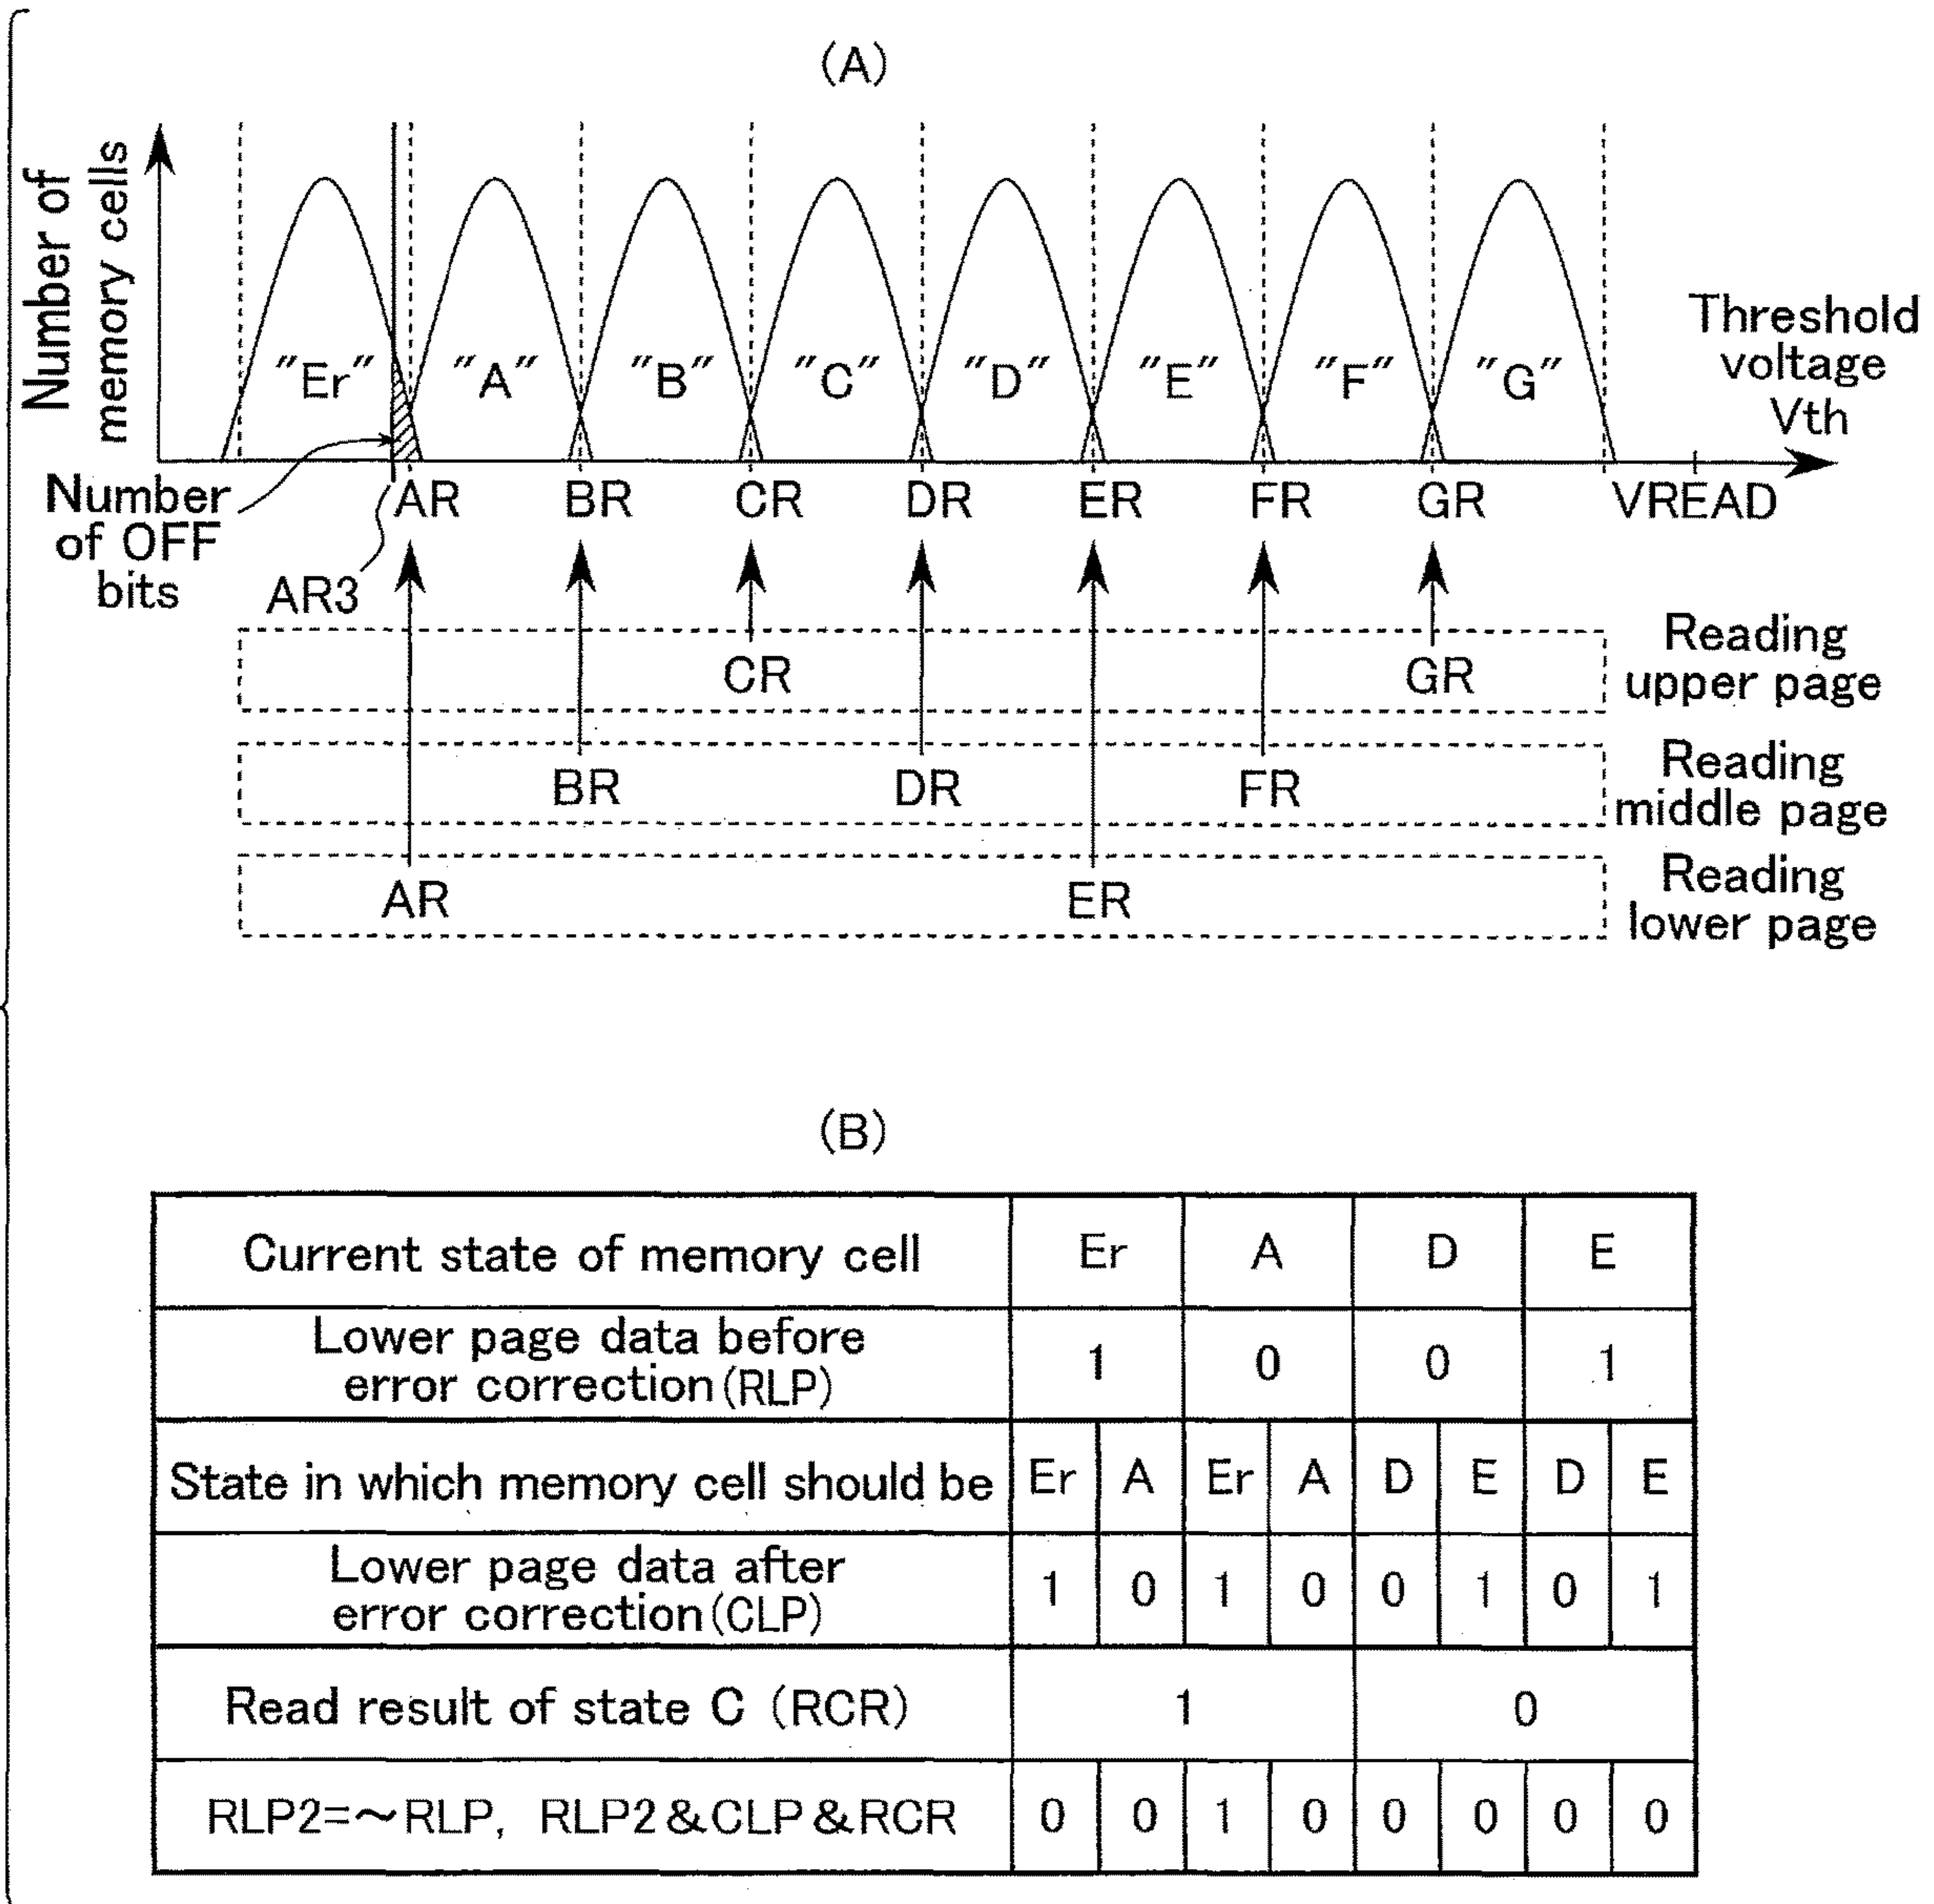 (A)
Number of
memory cells
"Er" "A" "B" "C" "D" "E" "F" "G"
Threshold
voltage
Vth
AR BR CR DR ER FR GR VREAD
Number
of OFF
bits
AR3
CR GR
Reading
upper page
BR DR FR
Reading
middle page
AR ER
Reading
lower page
(B)
Current state of memory cell Er A D E
Lower page data before
error correction(RLP) 1 0 0 1
State in which memory cell should be Er A Er A D E D E
Lower page data after
error correction(CLP) 1 0 1 0 0 1 0 1
Read result of state C (RCR) 1 0
RLP2=~RLP, RLP2&CLP&RCR 0 0 1 0 0 0 0 0